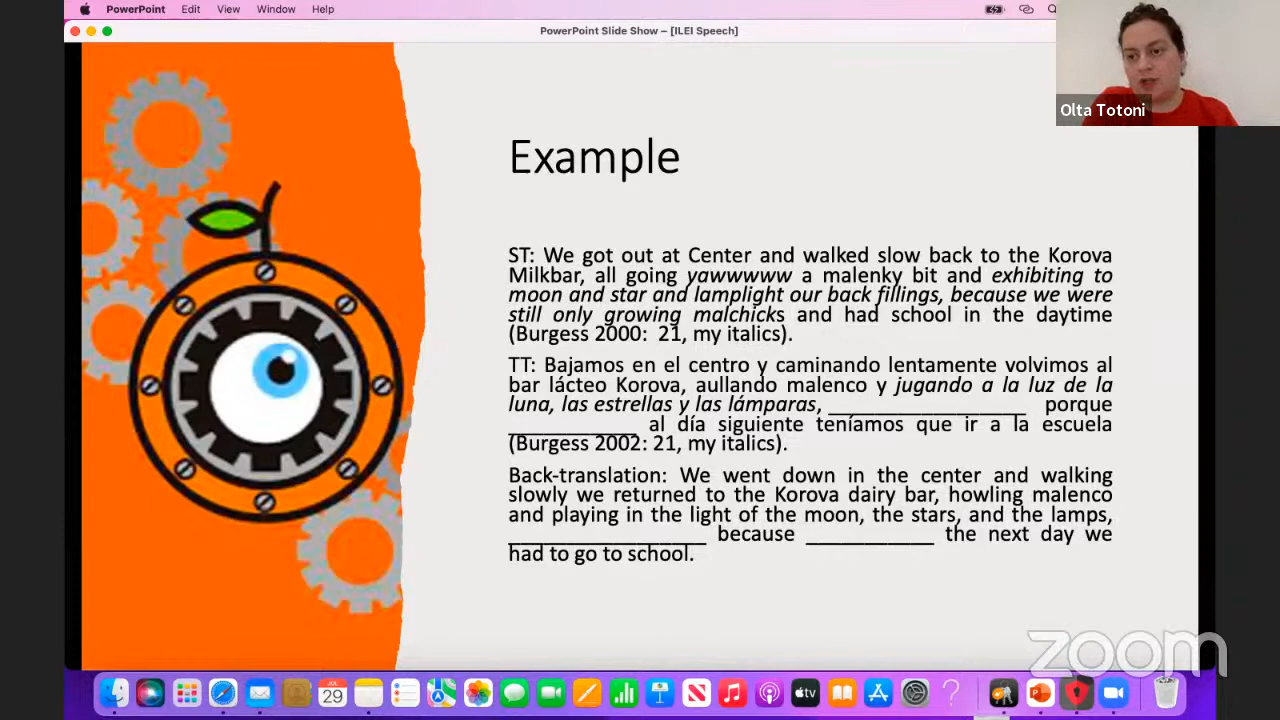 PowerPoint Edit View Window Help
PowerPoint Slide Show – [ILEI Speech]
Olta Totoni
Example
ST: We got out at Center and walked slow back to the Korova
Milkbar, all going yawwwww a malenky bit and exhibiting to
moon and star and lamplight our back fillings, because we were
still only growing malchicks and had school in the daytime
(Burgess 2000: 21, my italics).
TT: Bajamos en el centro y caminando lentamente volvimos al
bar lácteo Korova, aullando malenco y jugando a la luz de la
luna, las estrellas y las lámparas, _________________ porque
___________ al día siguiente teníamos que ir a la escuela
(Burgess 2002: 21, my italics).
Back-translation: We went down in the center and walking
slowly we returned to the Korova dairy bar, howling malenco
and playing in the light of the moon, the stars, and the lamps,
_________________ because ___________ the next day we
had to go to school.
zoom
JUL
29
tv